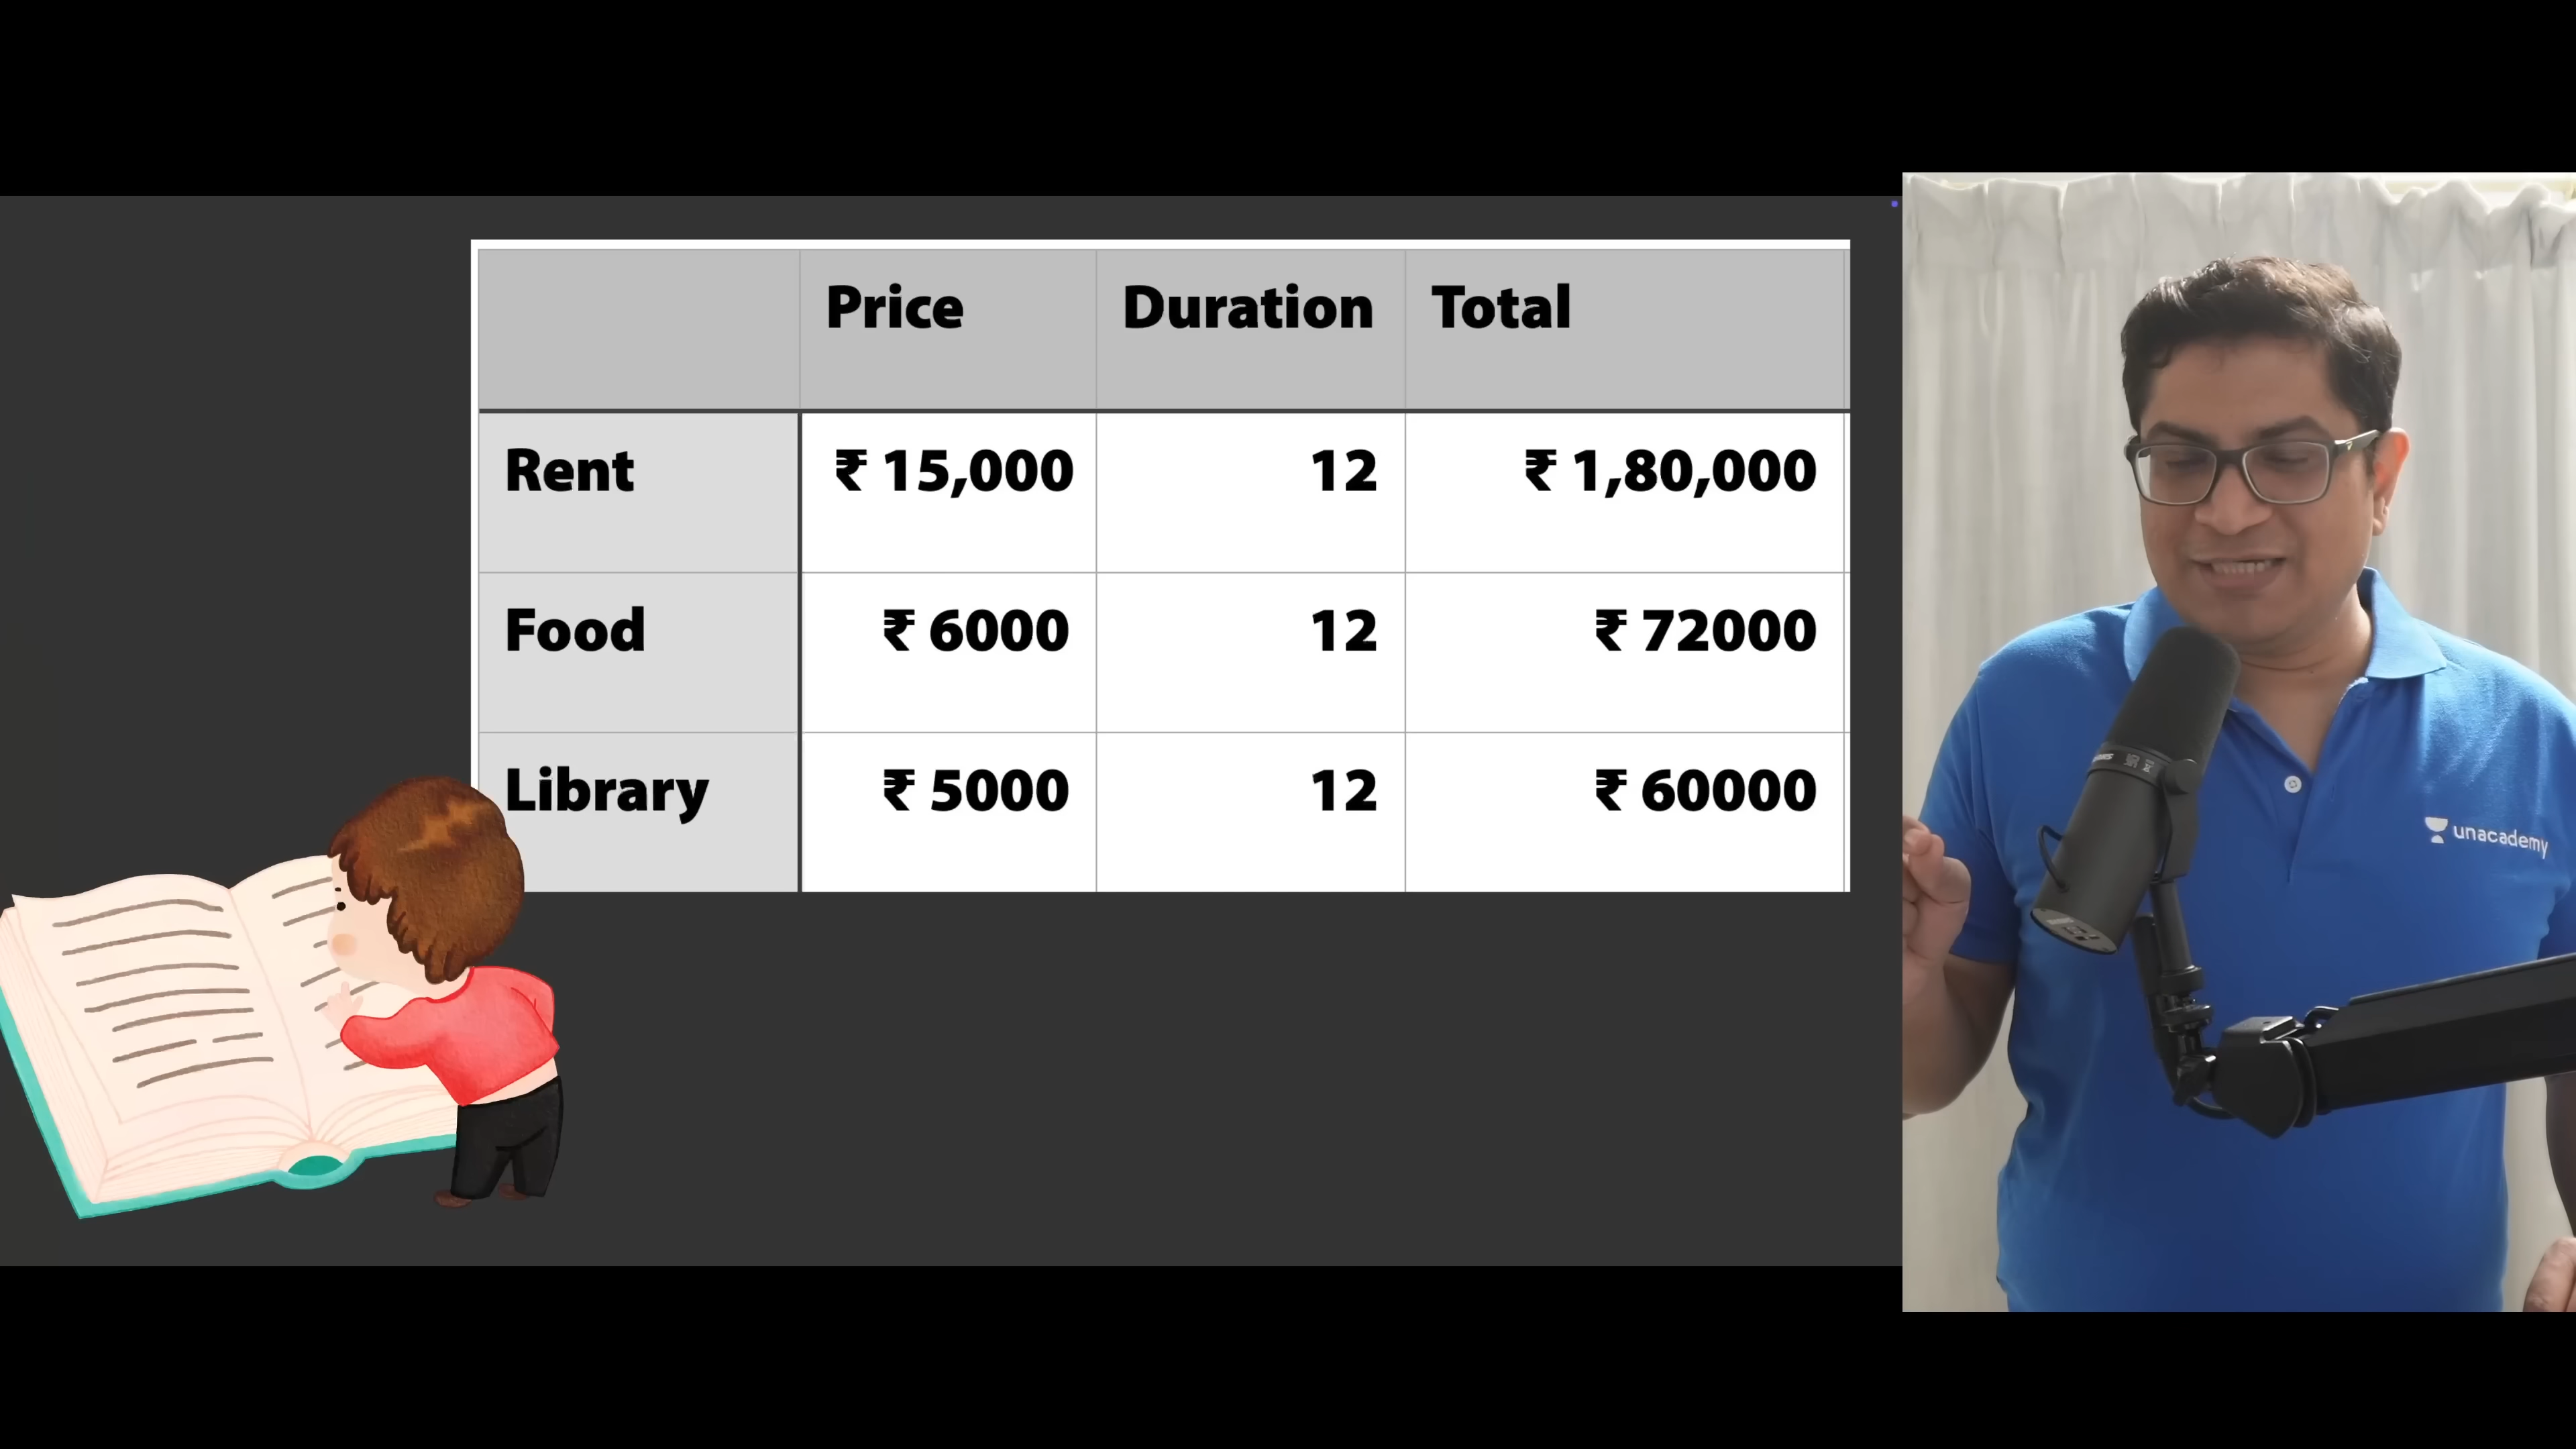 Price Duration Total
Rent ₹ 15,000 12 ₹ 1,80,000
Food ₹ 6000 12 ₹ 72000
Library ₹ 5000 12 ₹ 60000
unacademy